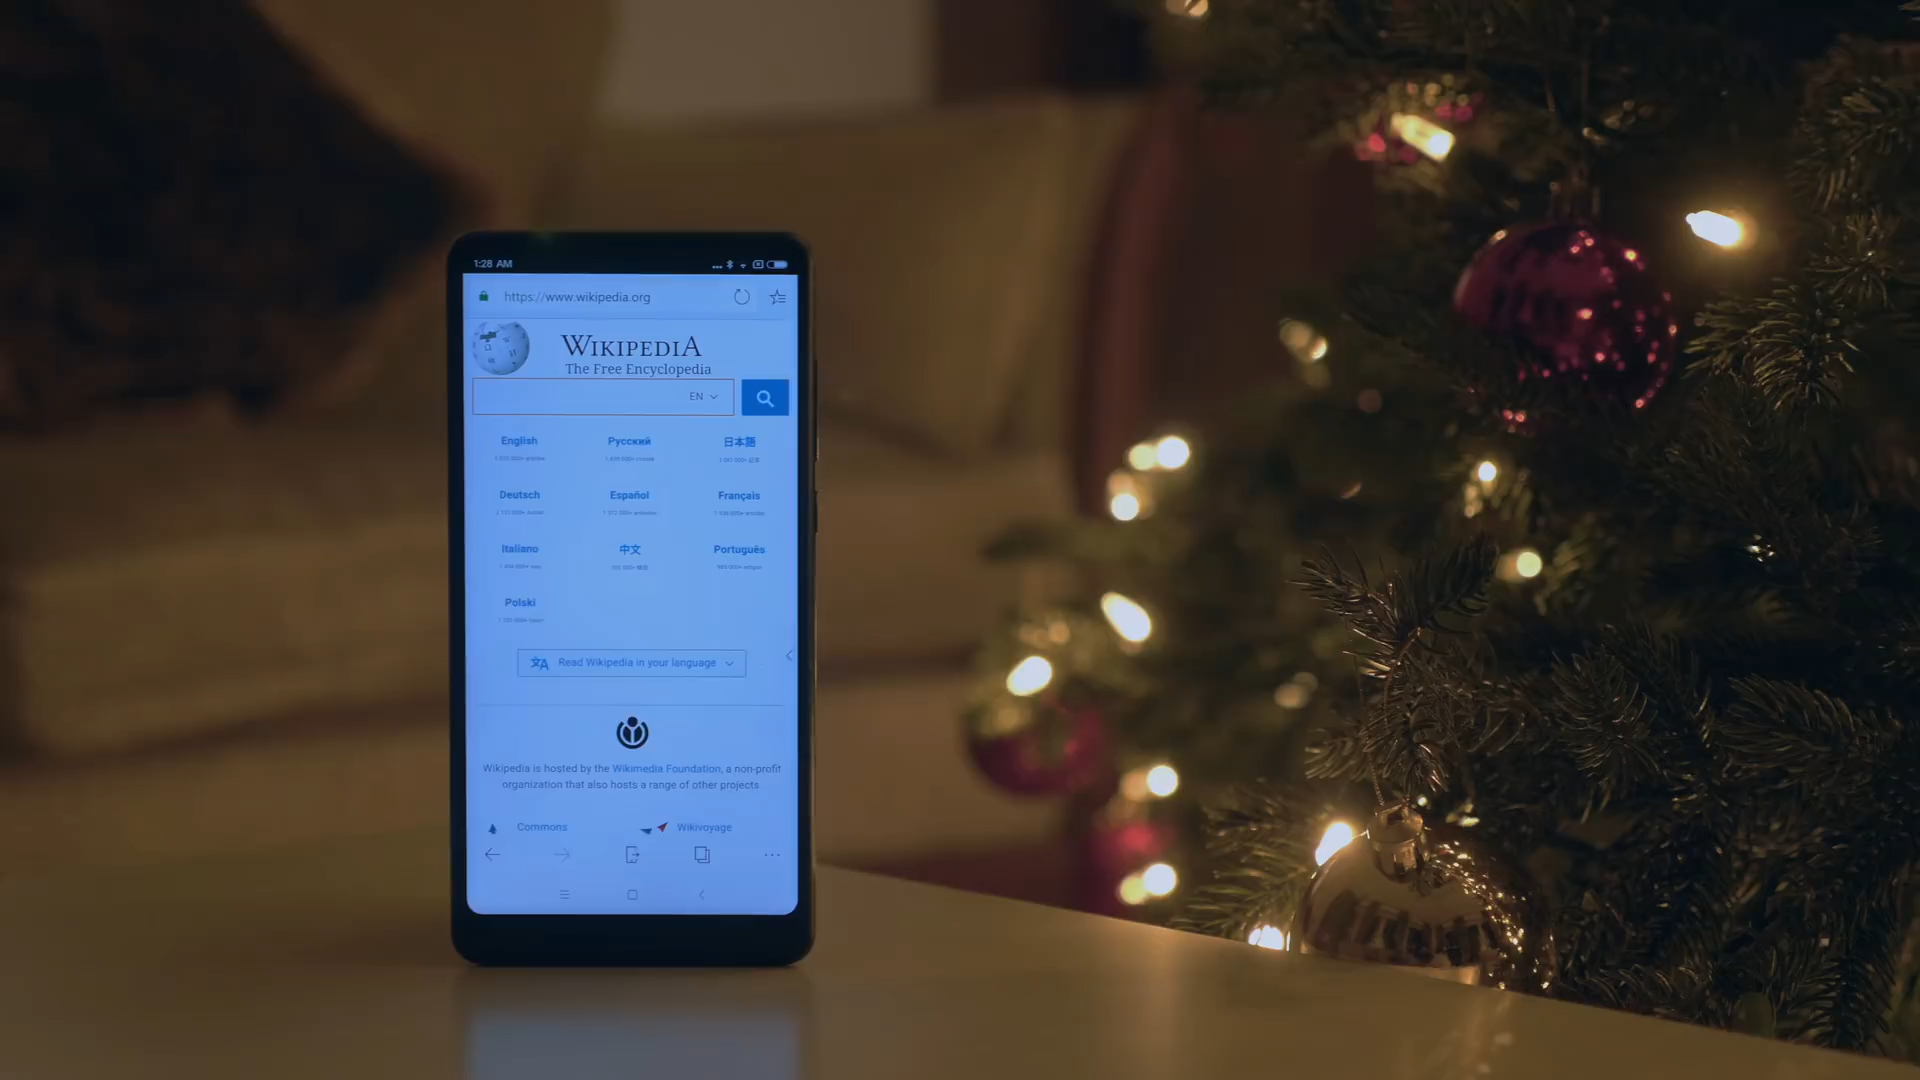 1:28 AM
https://www.wikipedia.org
WIKIPEDIA
The Free Encyclopedia
EN
English
Русский
日本語
Deutsch
Español
Français
Italiano
中文
Português
Polski
Read Wikipedia in your language
Wikipedia is hosted by the Wikimedia Foundation, a non-profit
organization that also hosts a range of other projects
Commons
Wikivoyage